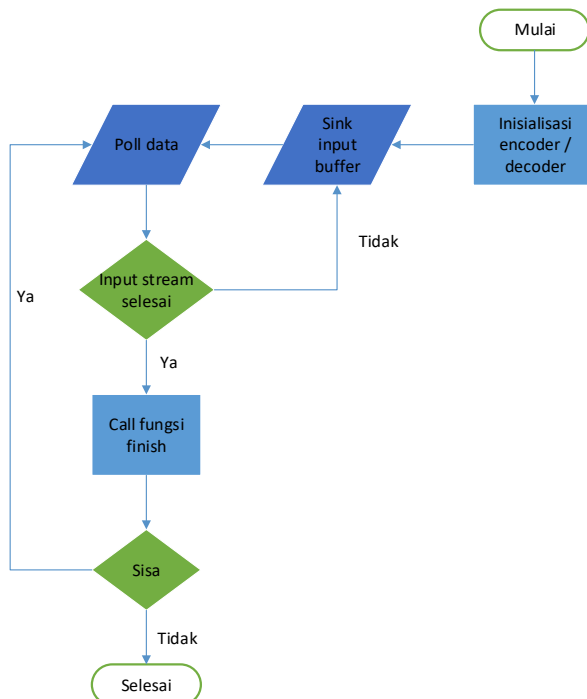 Mulai
Inisialisasi
encoder /
decoder
Sink
input
buffer
Poll data
Tidak
Input stream
selesai
Ya
Ya
Call fungsi
finish
Sisa
Tidak
Selesai